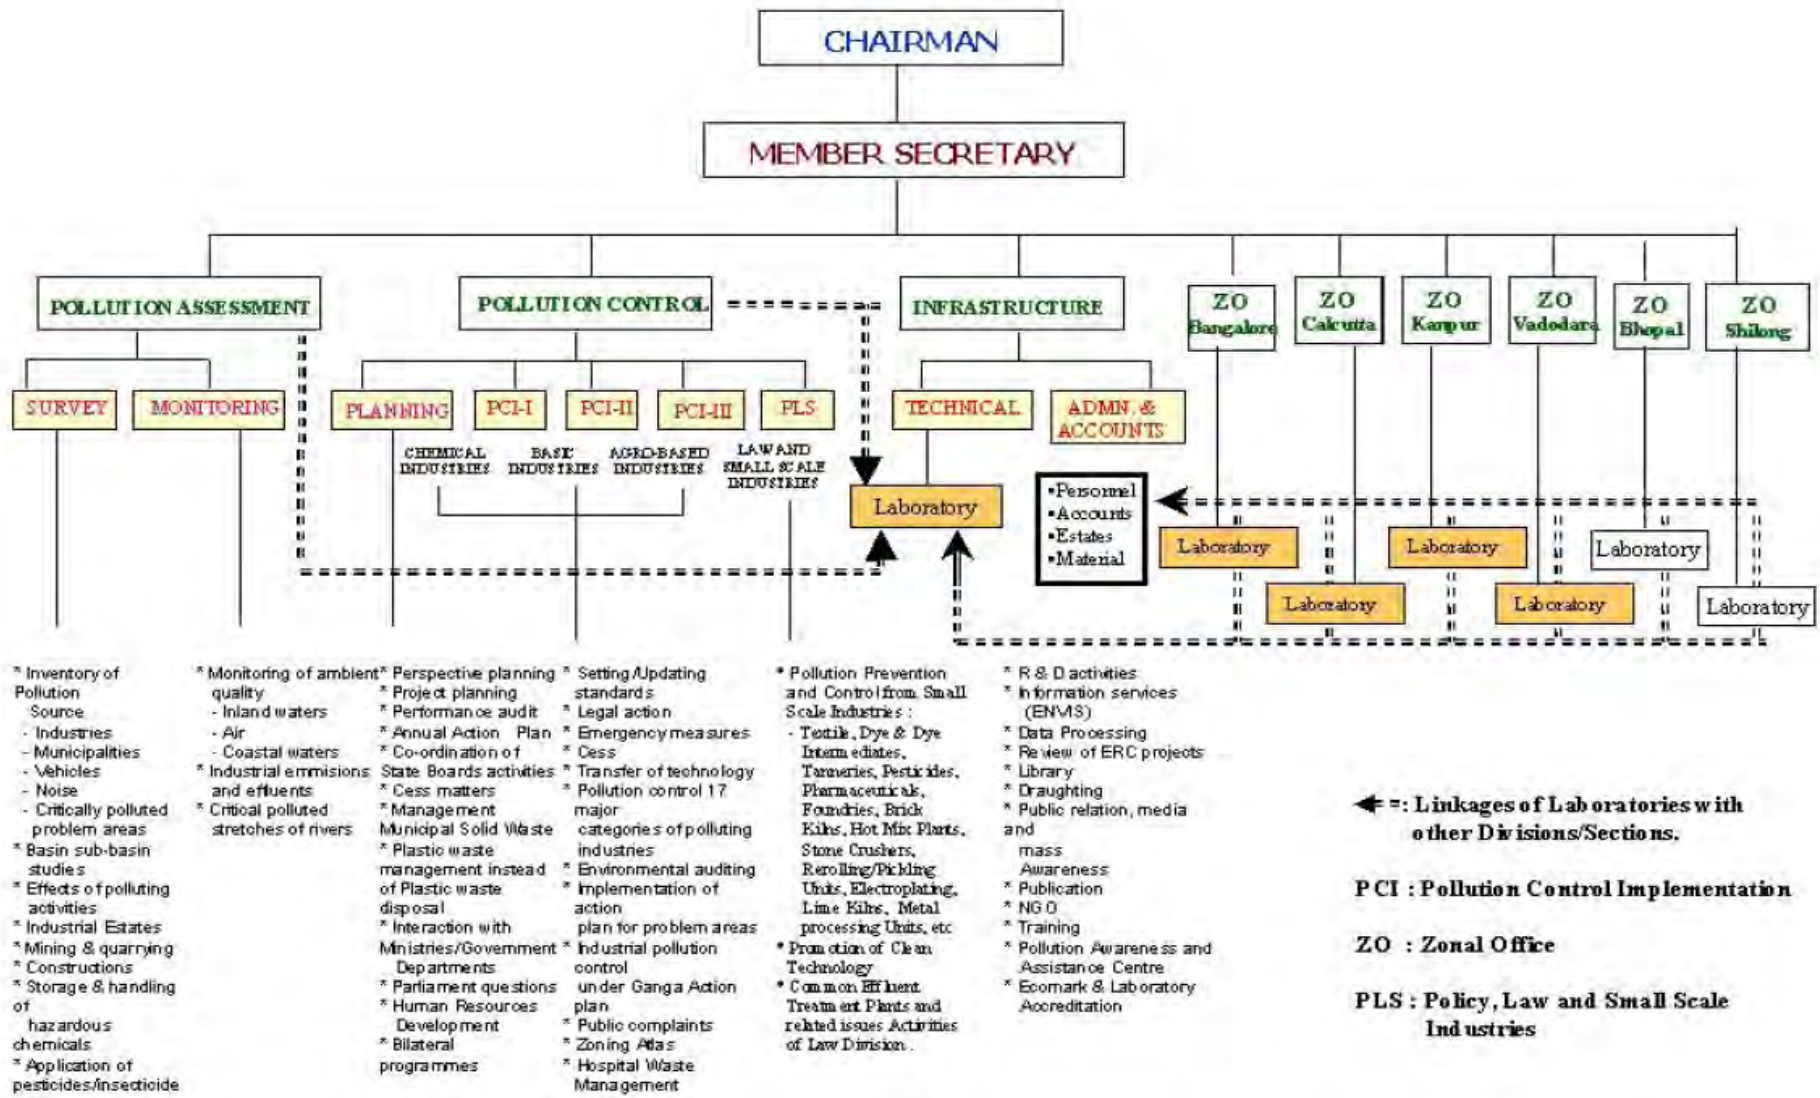 CHAIRMAN
MEMBER SECRETARY
POLLUTION ASSESSMENT
POLLUTION CONTROL
INFRASTRUCTURE
ZO
Bangalore
ZO
Calcutta
ZO
Kanpur
ZO
Vadodara
ZO
Bhopal
ZO
Shilong
SURVEY
MONITORING
PLANNING
PCI-I
PCI-II
PCI-III
PLS
TECHNICAL
ADMN. &
ACCOUNTS
CHEMICAL
INDUSTRIES
BASIC
INDUSTRIES
AGRO-BASED
INDUSTRIES
LAW AND
SMALL SCALE
INDUSTRIES
Laboratory
▪Personnel
▪Accounts
▪Estates
▪Material
Laboratory
Laboratory
Laboratory
Laboratory
Laboratory
Laboratory
* Inventory of
Pollution
Source
- Industries
- Municipalities
- Vehicles
- Noise
- Critically polluted
problem areas
* Basin sub-basin
studies
* Effects of polluting
activities
* Industrial Estates
* Mining & quarrying
* Constructions
* Storage & handling
of
hazardous
chemicals
* Application of
pesticides/insecticide
* Monitoring of ambient
quality
- Inland waters
- Air
- Coastal waters
* Industrial emmisions
and effluents
* Critical polluted
stretches of rivers
* Perspective planning
* Project planning
* Performance audit
* Annual Action Plan
* Co-ordination of
State Boards activities
* Cess matters
* Management
Municipal Solid Waste
* Plastic waste
management instead
of Plastic waste
disposal
* Interaction with
Ministries/Government
Departments
* Parliament questions
* Human Resources
Development
* Bilateral
programmes
* Setting/Updating
standards
* Legal action
* Emergency measures
* Cess
* Transfer of technology
* Pollution control 17
major
categories of polluting
industries
* Environmental auditing
* Implementation of
action
plan for problem areas
* Industrial pollution
control
under Ganga Action
plan
* Public complaints
* Zoning Atlas
* Hospital Waste
Management
* Pollution Prevention
and Control from Small
Scale Industries :
- Textile, Dye & Dye
Intermediates,
Tanneries, Pesticides,
Pharmaceuticals,
Foundries, Brick
Kilns, Hot Mix Plants,
Stone Crushers,
Rerolling/Pickling
Units, Electroplating,
Lime Kilns, Metal
processing Units, etc
* Promotion of Clean
Technology
* Common Effluent
Treatment Plants and
related issues Activities
of Law Division.
* R & D activities
* Information services
(ENVIS)
* Data Processing
* Review of ERC projects
* Library
* Draughting
* Public relation, media
and
mass
Awareness
* Publication
* NGO
* Training
* Pollution Awareness and
Assistance Centre
* Ecomark & Laboratory
Accreditation
: Linkages of Laboratories with
other Divisions/Sections.
PCI : Pollution Control Implementation
ZO : Zonal Office
PLS : Policy, Law and Small Scale
Industries